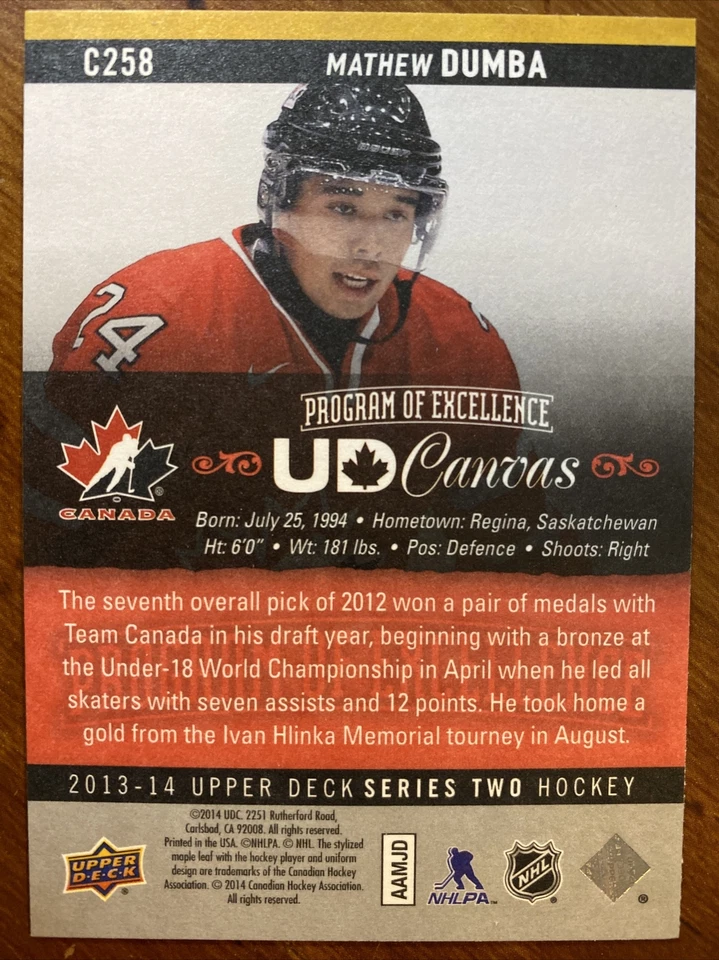 C258 MATHEW DUMBA
24
PROGRAM OF EXCELLENCE
UD Canvas
CANADA
Born: July 25, 1994 • Hometown: Regina, Saskatchewan
Ht: 6'0" • Wt: 181 lbs. • Pos: Defence • Shoots: Right
The seventh overall pick of 2012 won a pair of medals with
Team Canada in his draft year, beginning with a bronze at
the Under-18 World Championship in April when he led all
skaters with seven assists and 12 points. He took home a
gold from the Ivan Hlinka Memorial tourney in August.
2013-14 UPPER DECK SERIES TWO HOCKEY
©2014 UDC. 2251 Rutherford Road,
Carlsbad, CA 92008. All rights reserved.
Printed in the USA. ©NHLPA. © NHL. The stylized
maple leaf with the hockey player and uniform
design are trademarks of the Canadian Hockey
Association. © 2014 Canadian Hockey Association.
All rights reserved.
UPPER
D·E·C·K
AAMJD
NHLPA
NHL